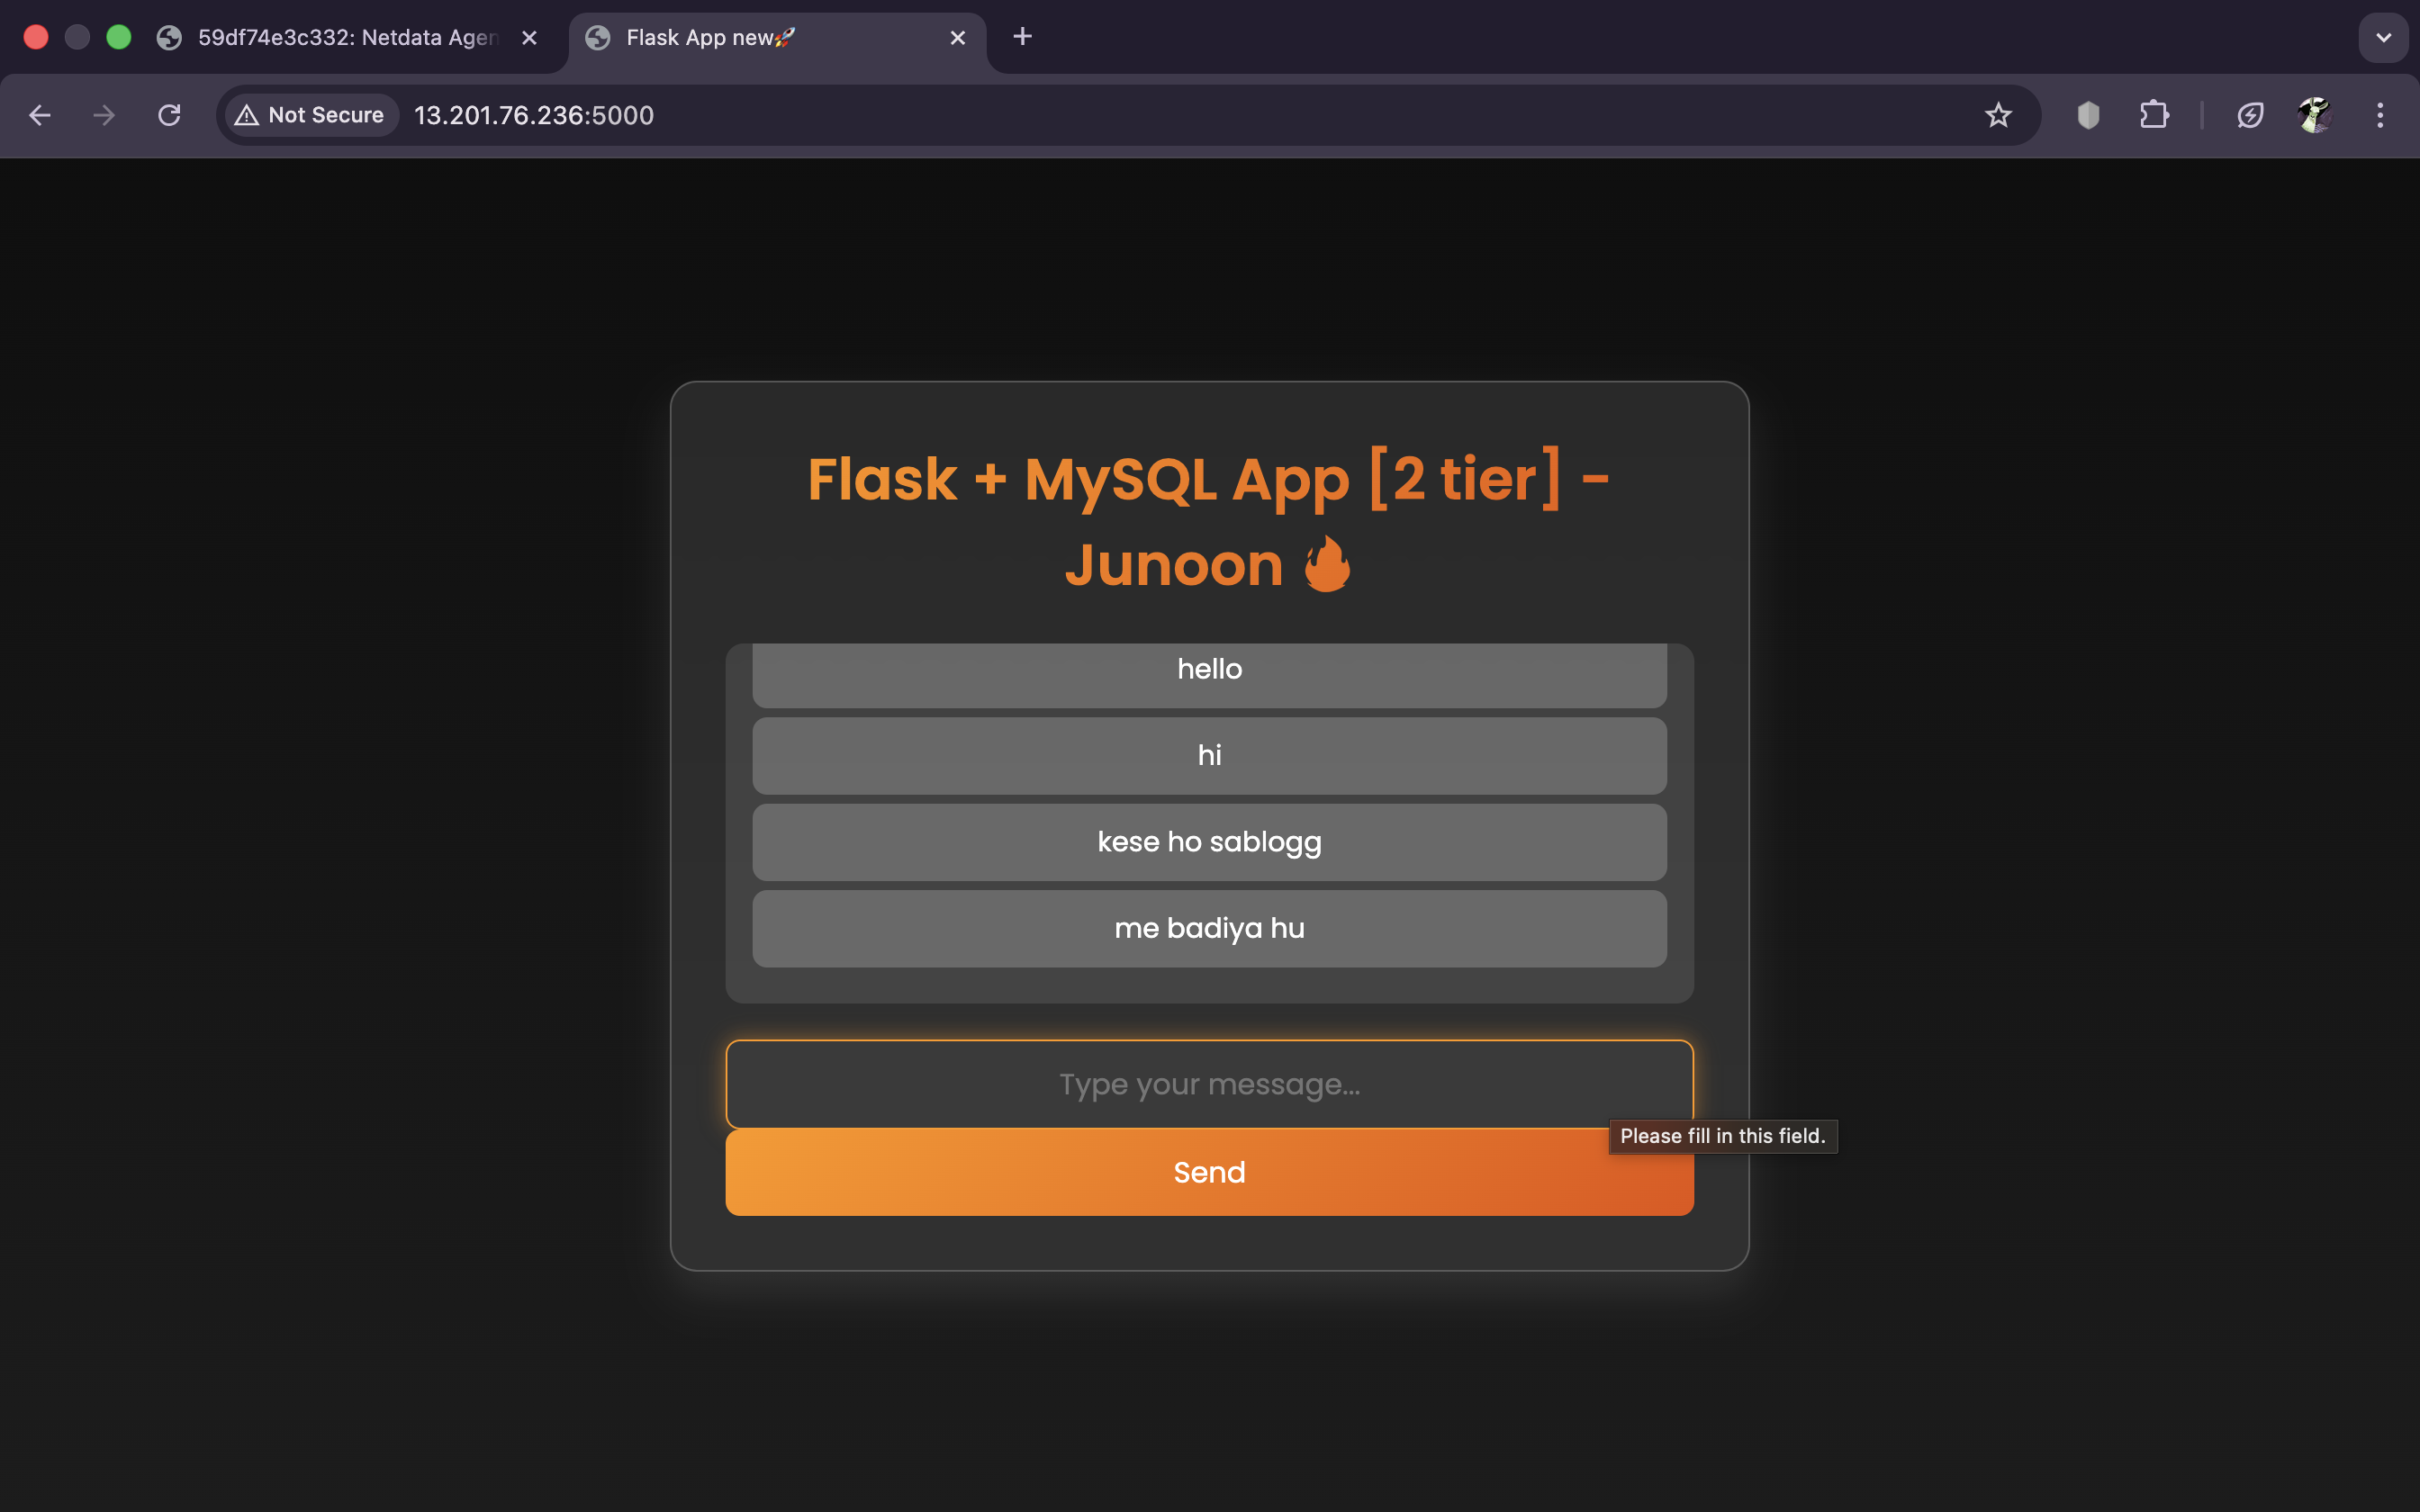 59df74e3c332: Netdata Agen
Flask App new🚀
Not Secure
13.201.76.236:5000
Flask + MySQL App [2 tier] -
Junoon 🔥
hello
hi
kese ho sablogg
me badiya hu
Type your message...
Please fill in this field.
Send